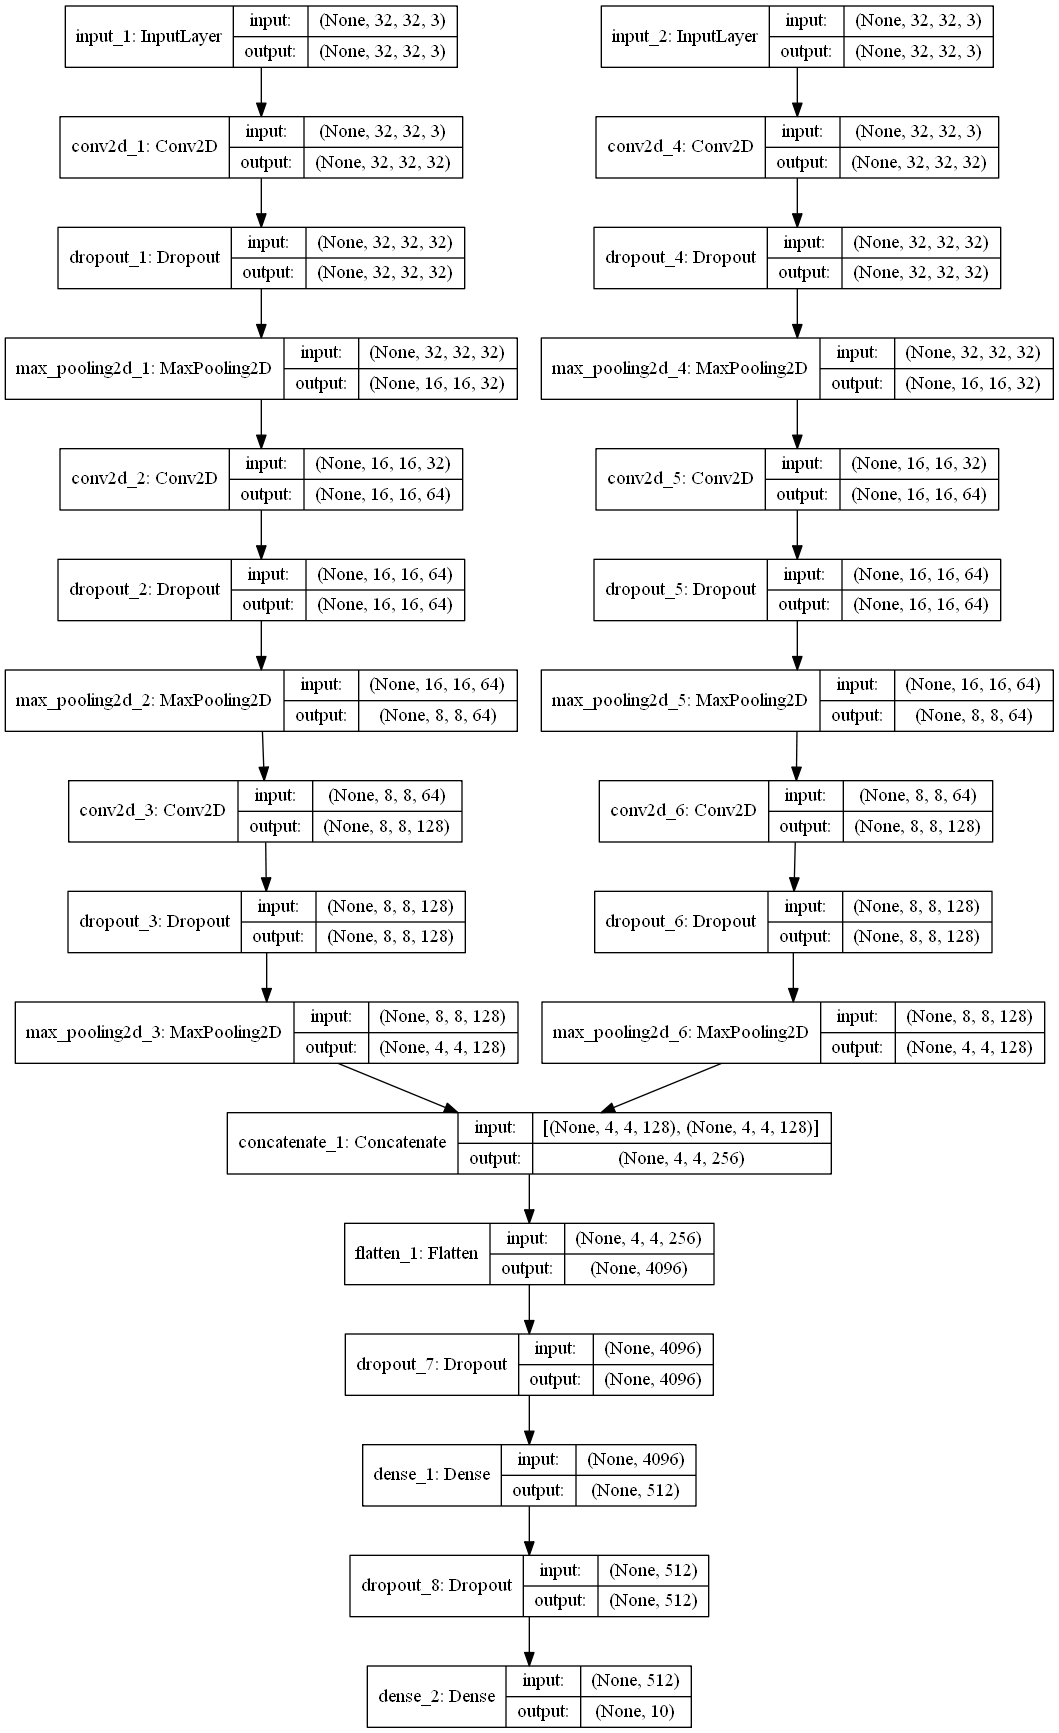 input_1: InputLayer
input:
(None, 32, 32, 3)
output:
(None, 32, 32, 3)
input_2: InputLayer
input:
(None, 32, 32, 3)
output:
(None, 32, 32, 3)
conv2d_1: Conv2D
input:
(None, 32, 32, 3)
output:
(None, 32, 32, 32)
conv2d_4: Conv2D
input:
(None, 32, 32, 3)
output:
(None, 32, 32, 32)
dropout_1: Dropout
input:
(None, 32, 32, 32)
output:
(None, 32, 32, 32)
dropout_4: Dropout
input:
(None, 32, 32, 32)
output:
(None, 32, 32, 32)
max_pooling2d_1: MaxPooling2D
input:
(None, 32, 32, 32)
output:
(None, 16, 16, 32)
max_pooling2d_4: MaxPooling2D
input:
(None, 32, 32, 32)
output:
(None, 16, 16, 32)
conv2d_2: Conv2D
input:
(None, 16, 16, 32)
output:
(None, 16, 16, 64)
conv2d_5: Conv2D
input:
(None, 16, 16, 32)
output:
(None, 16, 16, 64)
dropout_2: Dropout
input:
(None, 16, 16, 64)
output:
(None, 16, 16, 64)
dropout_5: Dropout
input:
(None, 16, 16, 64)
output:
(None, 16, 16, 64)
max_pooling2d_2: MaxPooling2D
input:
(None, 16, 16, 64)
output:
(None, 8, 8, 64)
max_pooling2d_5: MaxPooling2D
input:
(None, 16, 16, 64)
output:
(None, 8, 8, 64)
conv2d_3: Conv2D
input:
(None, 8, 8, 64)
output:
(None, 8, 8, 128)
conv2d_6: Conv2D
input:
(None, 8, 8, 64)
output:
(None, 8, 8, 128)
dropout_3: Dropout
input:
(None, 8, 8, 128)
output:
(None, 8, 8, 128)
dropout_6: Dropout
input:
(None, 8, 8, 128)
output:
(None, 8, 8, 128)
max_pooling2d_3: MaxPooling2D
input:
(None, 8, 8, 128)
output:
(None, 4, 4, 128)
max_pooling2d_6: MaxPooling2D
input:
(None, 8, 8, 128)
output:
(None, 4, 4, 128)
concatenate_1: Concatenate
input:
[(None, 4, 4, 128), (None, 4, 4, 128)]
output:
(None, 4, 4, 256)
flatten_1: Flatten
input:
(None, 4, 4, 256)
output:
(None, 4096)
dropout_7: Dropout
input:
(None, 4096)
output:
(None, 4096)
dense_1: Dense
input:
(None, 4096)
output:
(None, 512)
dropout_8: Dropout
input:
(None, 512)
output:
(None, 512)
dense_2: Dense
input:
(None, 512)
output:
(None, 10)